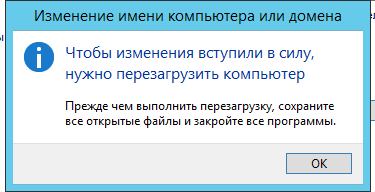 Изменение имени компьютера или домена
Чтобы изменения вступили в силу,
нужно перезагрузить компьютер
Прежде чем выполнить перезагрузку, сохраните
все открытые файлы и закройте все программы.
OK